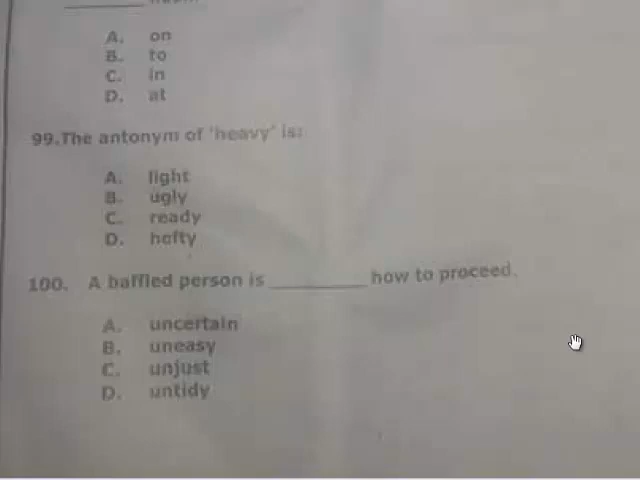 A. on
B. to
C. in
D. at
99.The antonym of 'heavy' is:
A. light
B. ugly
C. ready
D. hofty
100. A baffled person is ________ how to proceed.
A. uncertain
B. uneasy
C. unjust
D. untidy